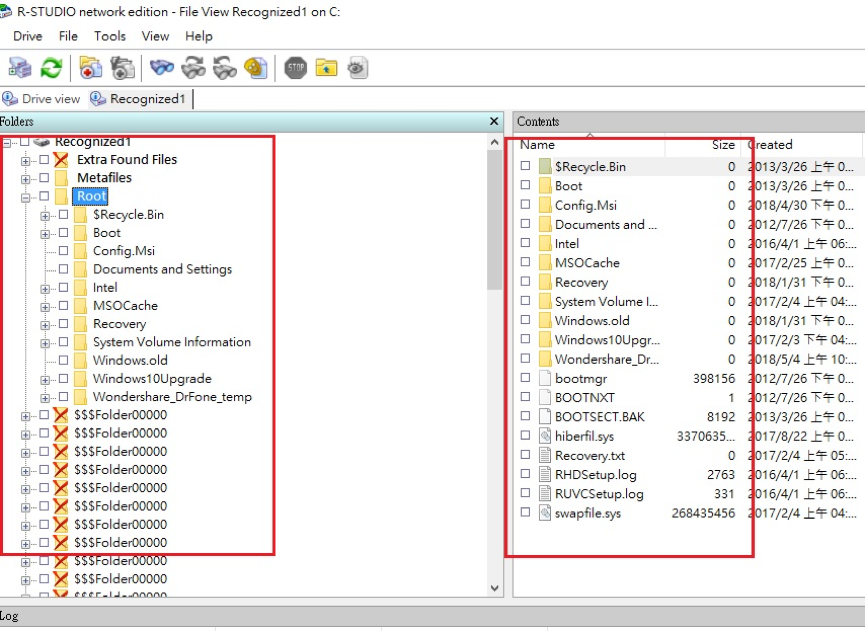 R-STUDIO network edition - File View Recognized1 on C:
Drive File Tools View Help
STOP
Drive view Recognized1
Folders
Recognized1
Extra Found Files
Metafiles
Root
$Recycle.Bin
Boot
Config.Msi
Documents and Settings
Intel
MSOCache
Recovery
System Volume Information
Windows.old
Windows10Upgrade
Wondershare_DrFone_temp
$$$Folder00000
$$$Folder00000
$$$Folder00000
$$$Folder00000
$$$Folder00000
$$$Folder00000
$$$Folder00000
$$$Folder00000
$$$Folder00000
$$$Folder00000
$$$Folder00000
Contents
Name Size Created
$Recycle.Bin 0 2013/3/26 上午 0...
Boot 0 2013/3/26 上午 0...
Config.Msi 0 2018/4/30 下午 0...
Documents and ... 0 2012/7/26 下午 0...
Intel 0 2016/4/1 上午 06:...
MSOCache 0 2017/2/25 上午 0...
Recovery 0 2018/1/31 下午 0...
System Volume I... 0 2017/2/4 上午 04:...
Windows.old 0 2018/1/31 下午 0...
Windows10Upgr... 0 2017/2/3 下午 04:...
Wondershare_Dr... 0 2018/5/4 上午 10:...
bootmgr 398156 2012/7/26 下午 0...
BOOTNXT 1 2012/7/26 下午 0...
BOOTSECT.BAK 8192 2013/3/26 上午 0...
hiberfil.sys 3370635... 2017/8/22 上午 0...
Recovery.txt 0 2017/2/4 上午 05:...
RHDSetup.log 2763 2016/4/1 上午 06:...
RUVCSetup.log 331 2016/4/1 上午 06:...
swapfile.sys 268435456 2017/2/4 上午 04:...
Log